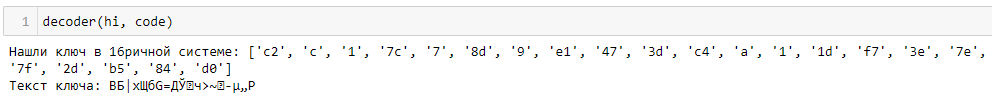 1 decoder(hi, code)
Нашли ключ в 16ричной системе: ['c2', 'c', '1', '7c', '7', '8d', '9', 'e1', '47', '3d', 'c4', 'a', '1', '1d', 'f7', '3e', '7e',
'7f', '2d', 'b5', '84', 'd0']
Текст ключа: ВБ|xЩбG=ДЎ�ч>~�-µ„Р